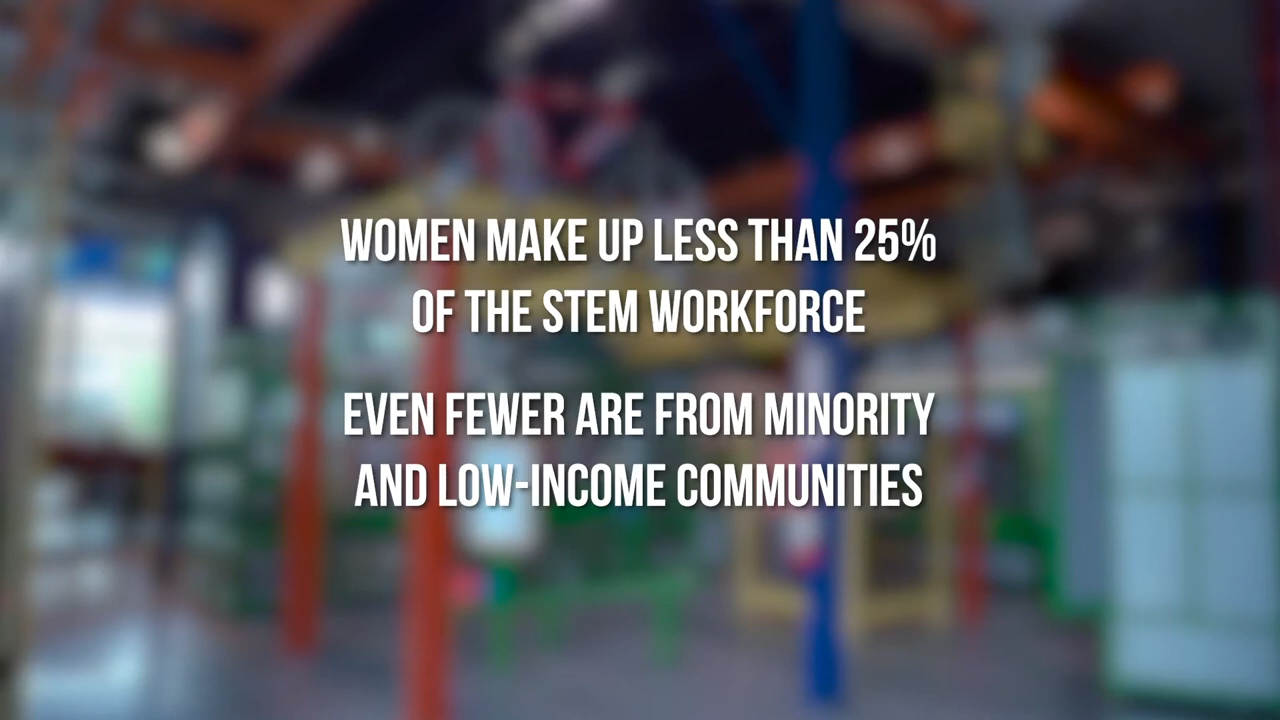 WOMEN MAKE UP LESS THAN 25%
OF THE STEM WORKFORCE
EVEN FEWER ARE FROM MINORITY
AND LOW-INCOME COMMUNITIES